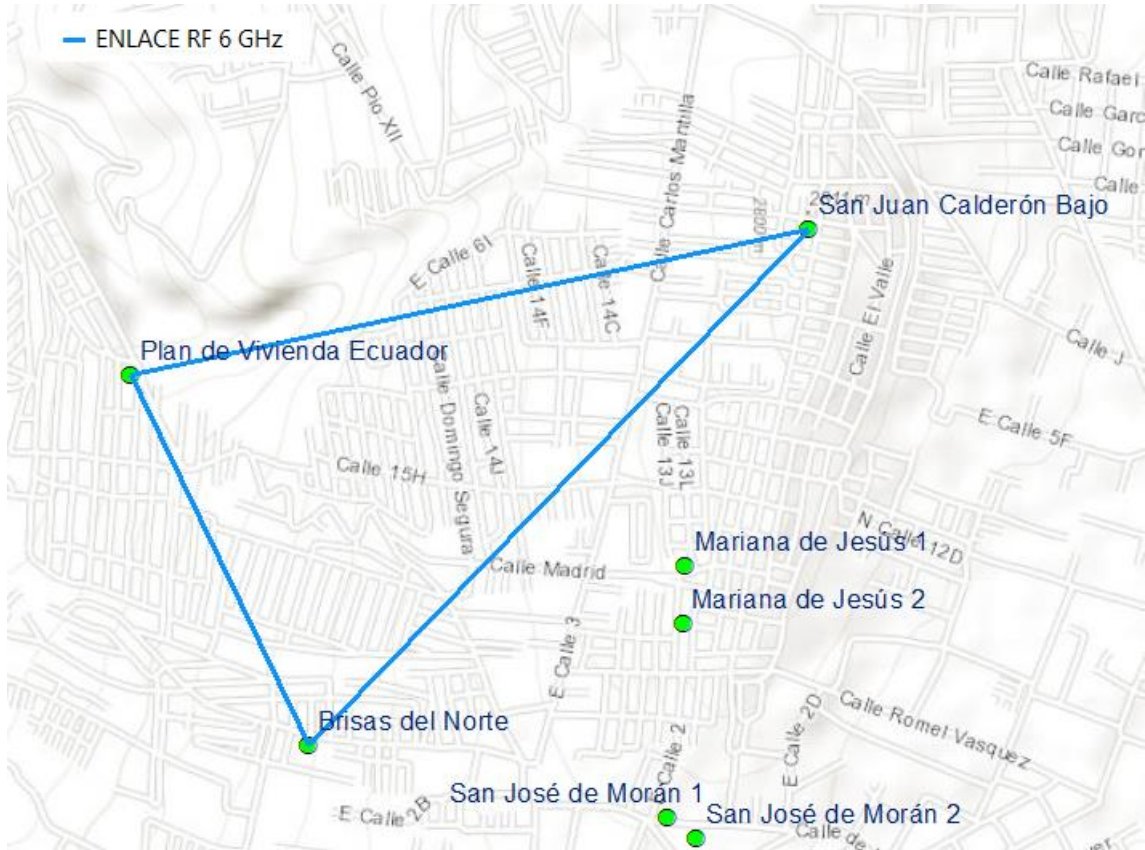 ENLACE RF 6 GHz
Calle Pio XII
Calle Rafael
Calle Garc
Calle Gor
Calle
Calle Carlos Mantilla
2800 m
San Juan Calderón Bajo
E Calle 6I
Calle 14F
Calle 14C
Calle El Valle
Calle J
Plan de Vivienda Ecuador
Calle Domingo Segura
Calle 14J
Calle 13J
Calle 13L
E Calle 5F
Calle 15H
N Calle 12D
Mariana de Jesús 1
Calle Madrid
Mariana de Jesús 2
E Calle 3
Brisas del Norte
E Calle 2D
Calle Romel Vasquez
Calle 2
San José de Morán 1
E Calle 2B
San José de Morán 2
Calle de